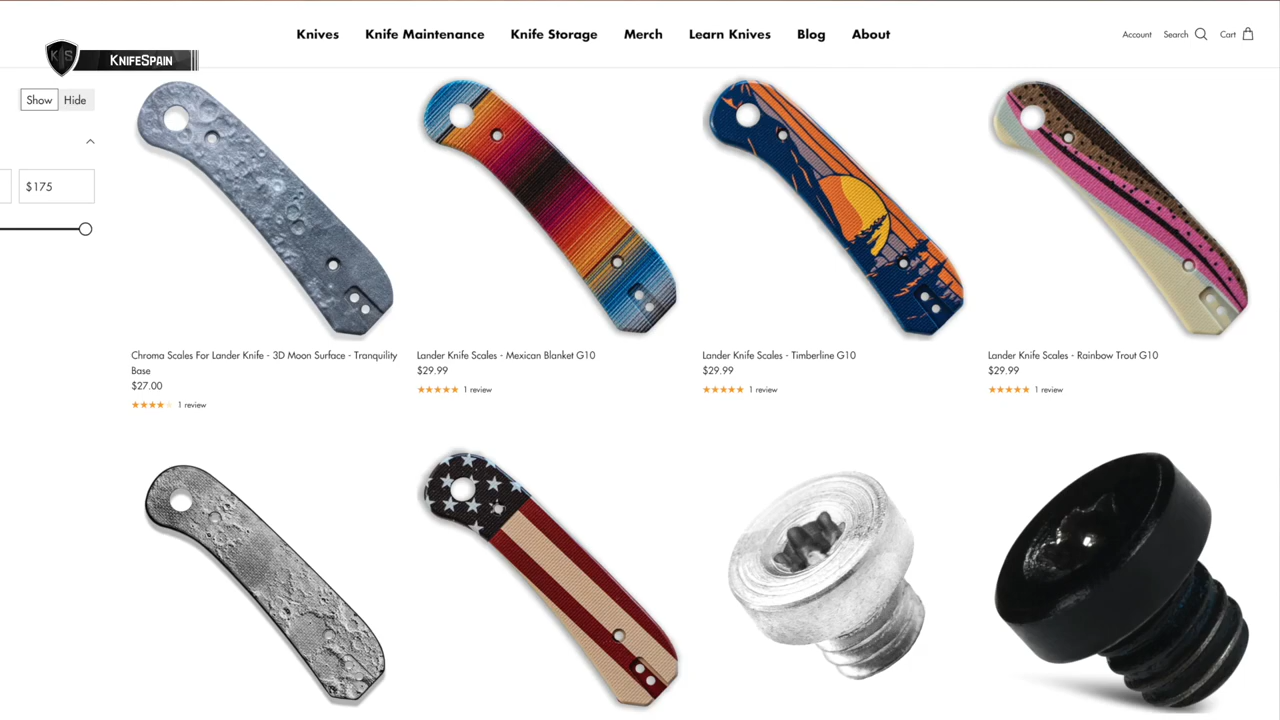 Knives Knife Maintenance Knife Storage Merch Learn Knives Blog About
Account Search Cart
KS KNIFESPAIN
Show Hide
$175
Chroma Scales For Lander Knife - 3D Moon Surface - Tranquility
Base
$27.00
1 review
Lander Knife Scales - Mexican Blanket G10
$29.99
1 review
Lander Knife Scales - Timberline G10
$29.99
1 review
Lander Knife Scales - Rainbow Trout G10
$29.99
1 review